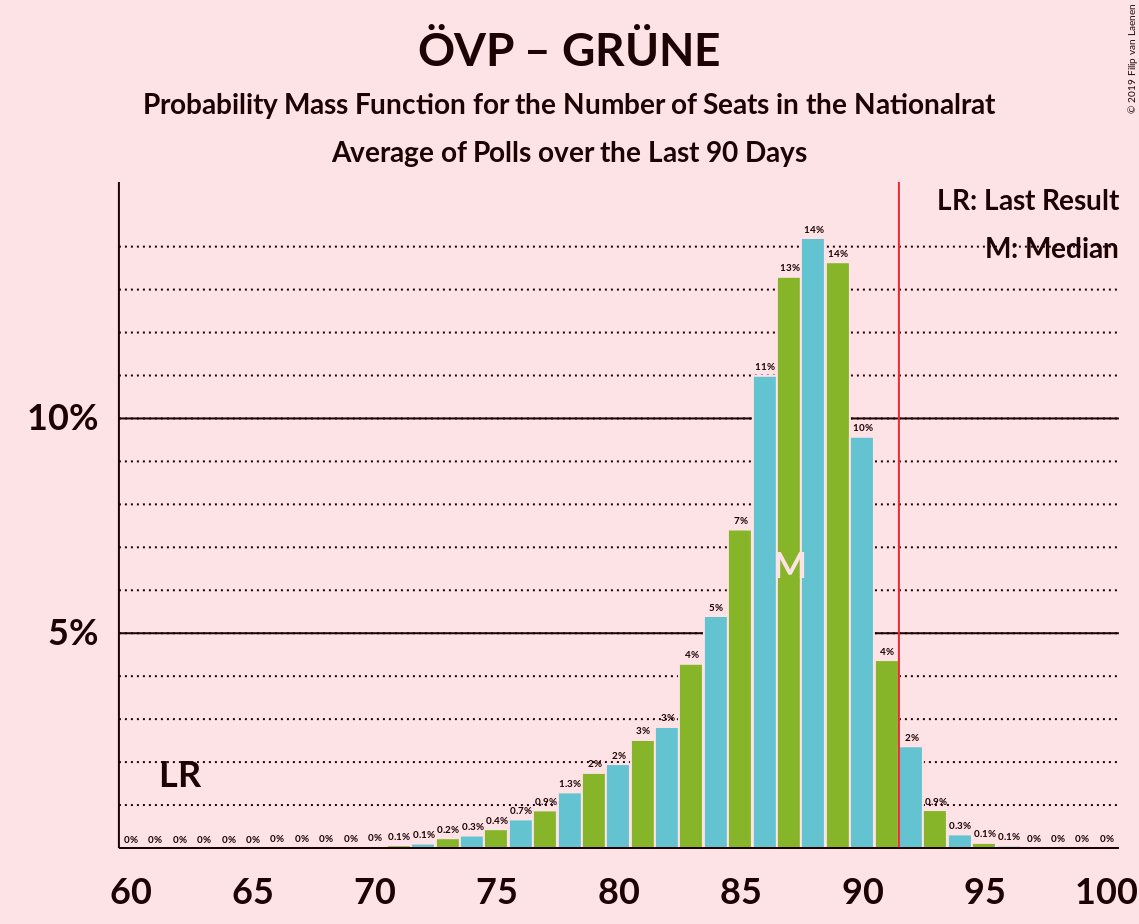 ÖVP – GRÜNE
Probability Mass Function for the Number of Seats in the Nationalrat
Average of Polls over the Last 90 Days
© 2019 Filip van Laenen
LR: Last Result
M: Median
10%
5%
LR
M
0% 0% 0% 0% 0% 0% 0% 0% 0% 0% 0% 0.1% 0.1% 0.2% 0.3% 0.4% 0.7% 0.9% 1.3% 2% 2% 3% 3% 4% 5% 7% 11% 13% 14% 14% 10% 4% 2% 0.9% 0.3% 0.1% 0.1% 0% 0% 0% 0%
60 65 70 75 80 85 90 95 100